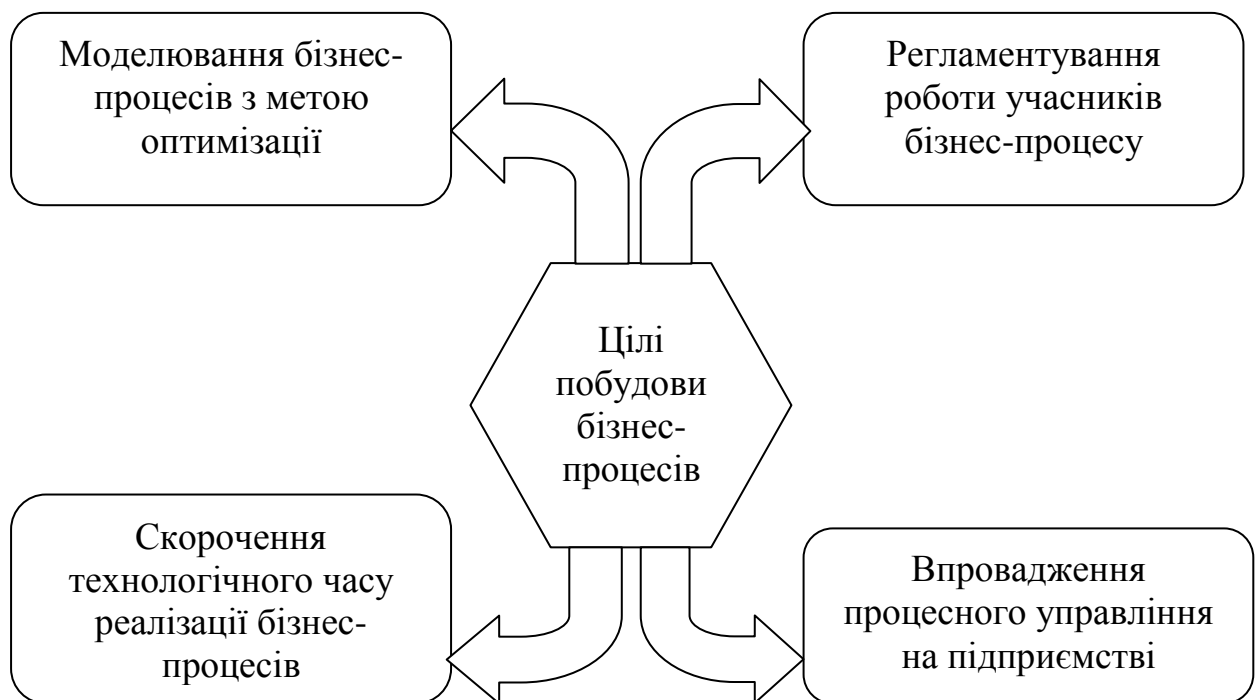 Моделювання бізнес-
процесів з метою
оптимізації
Регламентування
роботи учасників
бізнес-процесу
Цілі
побудови
бізнес-
процесів
Скорочення
технологічного часу
реалізації бізнес-
процесів
Впровадження
процесного управління
на підприємстві